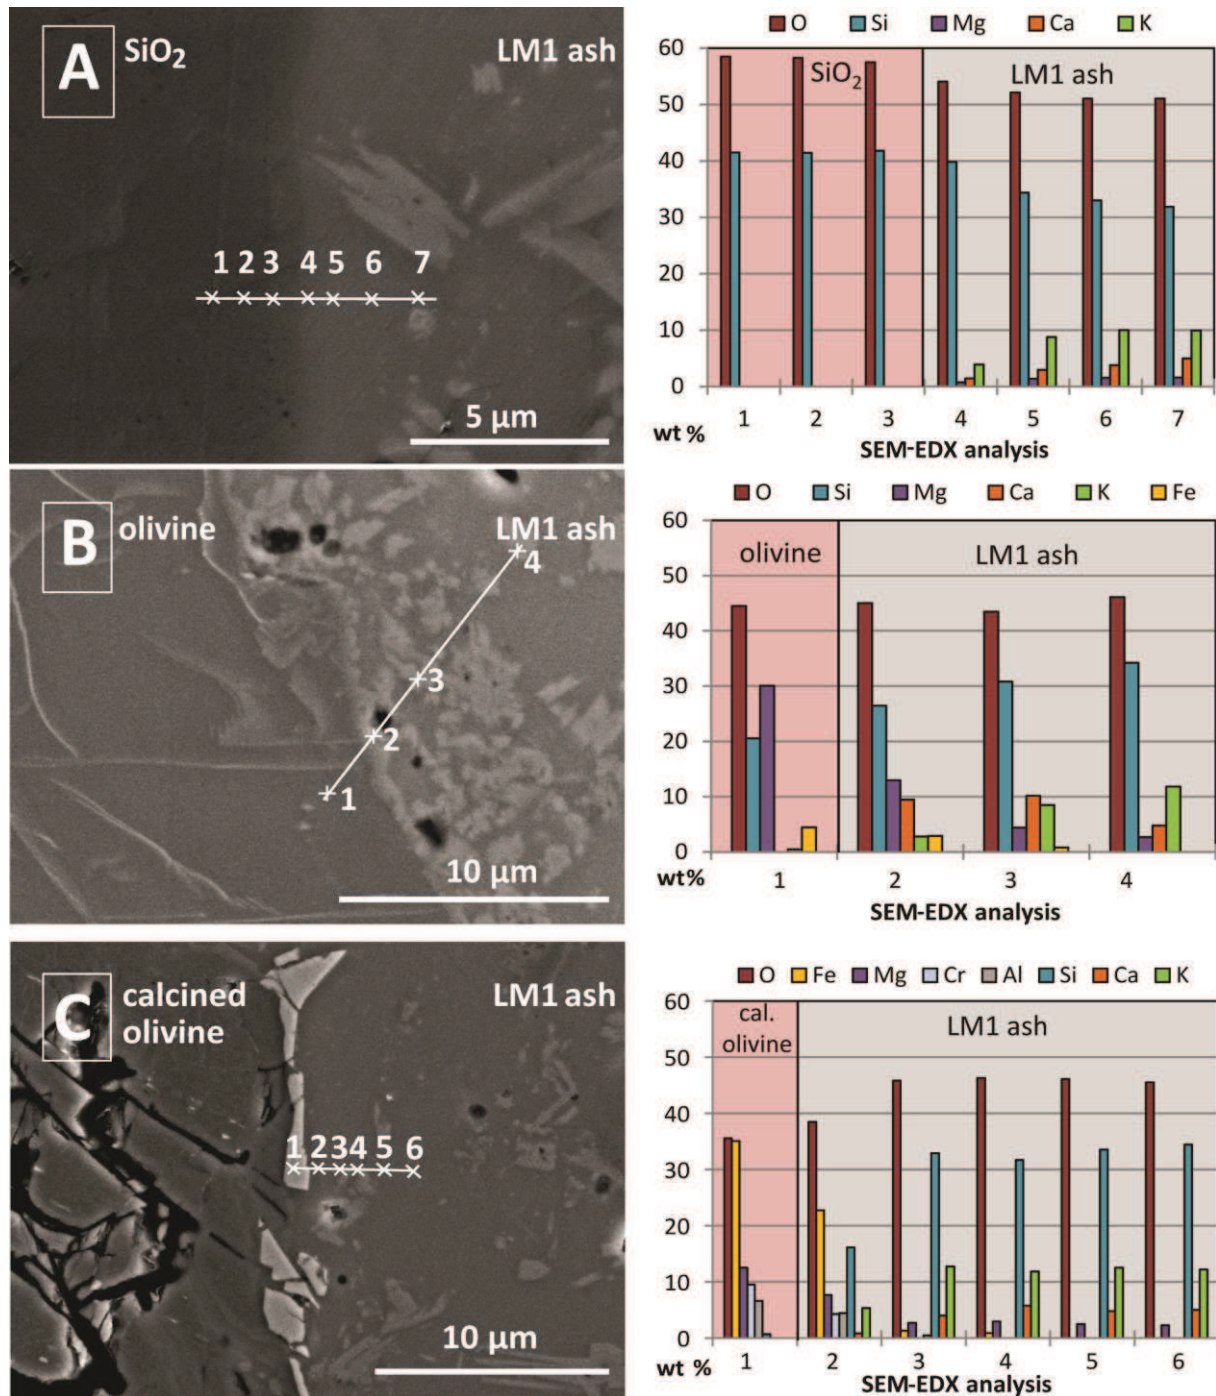 A SiO₂ LM1 ash
1 2 3 4 5 6 7
5 µm
O Si Mg Ca K
60
50
40
30
20
10
0
SiO₂ LM1 ash
wt % 1 2 3 4 5 6 7
SEM-EDX analysis
B olivine LM1 ash
4
3
2
1
10 µm
O Si Mg Ca K Fe
60
50
40
30
20
10
0
olivine LM1 ash
wt% 1 2 3 4
SEM-EDX analysis
C calcined LM1 ash
olivine
1 2 3 4 5 6
10 µm
O Fe Mg Cr Al Si Ca K
60
50
40
30
20
10
0
cal. LM1 ash
olivine
wt % 1 2 3 4 5 6
SEM-EDX analysis